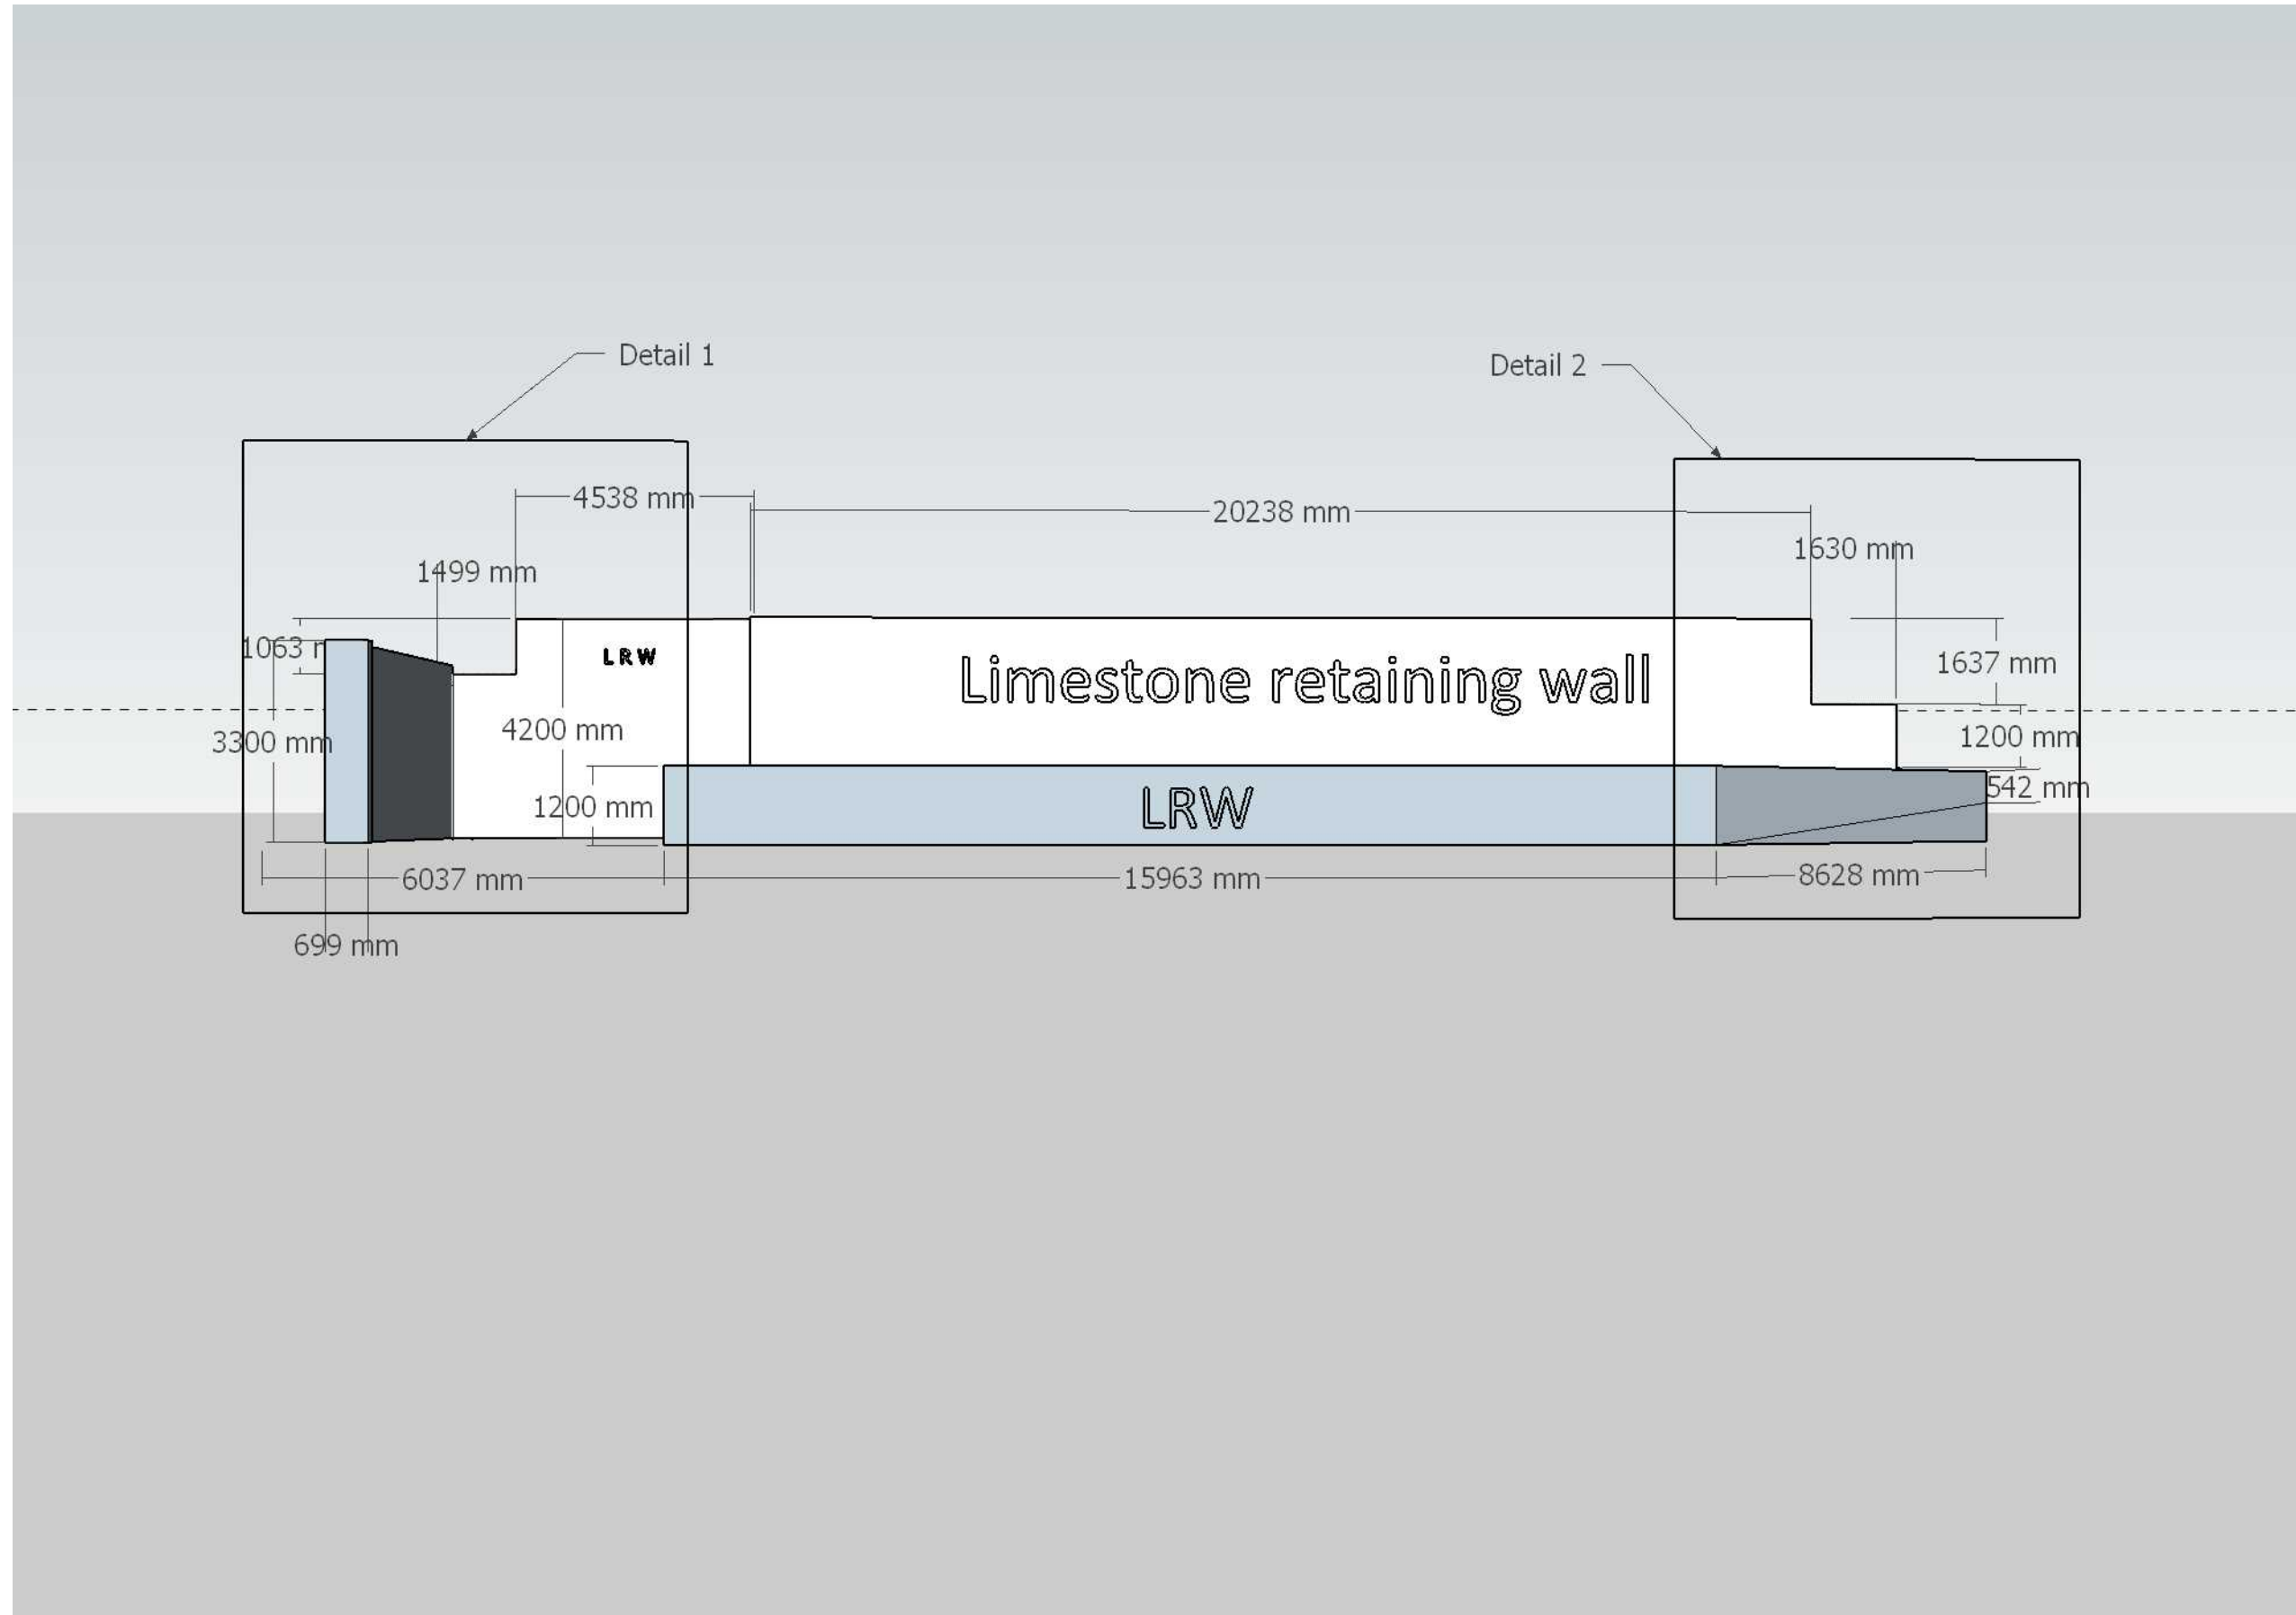 Detail 1
Detail 2
4538 mm
20238 mm
1630 mm
1499 mm
1063
LRW
Limestone retaining wall
1637 mm
4200 mm
3300 mm
1200 mm
1200 mm
LRW
542 mm
6037 mm
15963 mm
8628 mm
699 mm